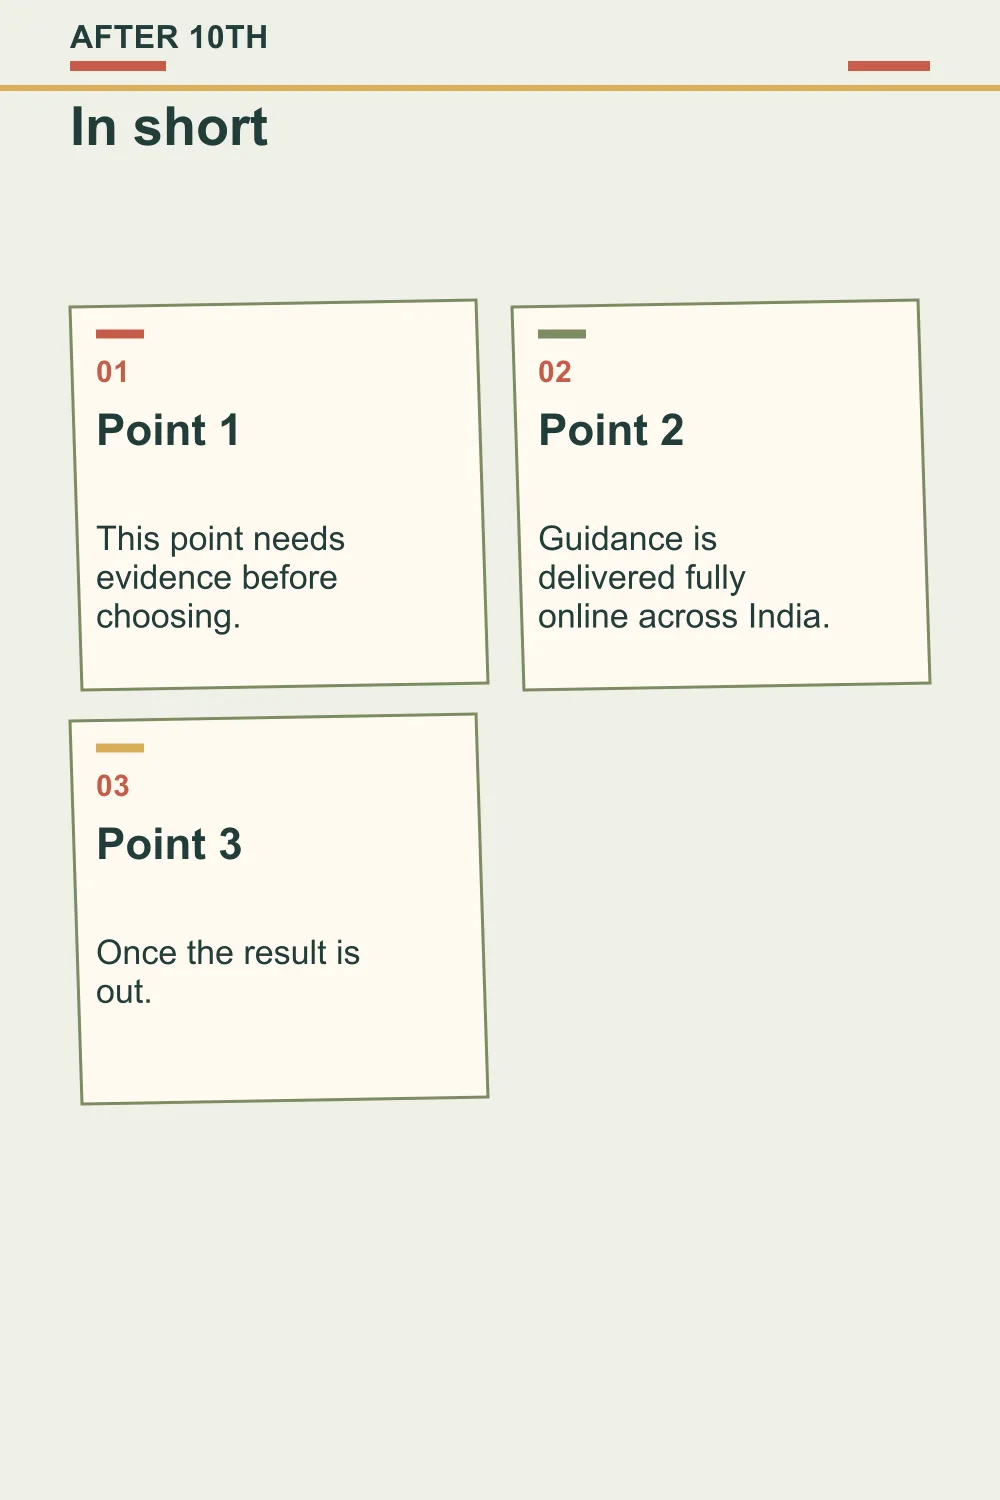 AFTER 10TH
In short
01
Point 1
This point needs
evidence before
choosing.
02
Point 2
Guidance is
delivered fully
online across India.
03
Point 3
Once the result is
out.